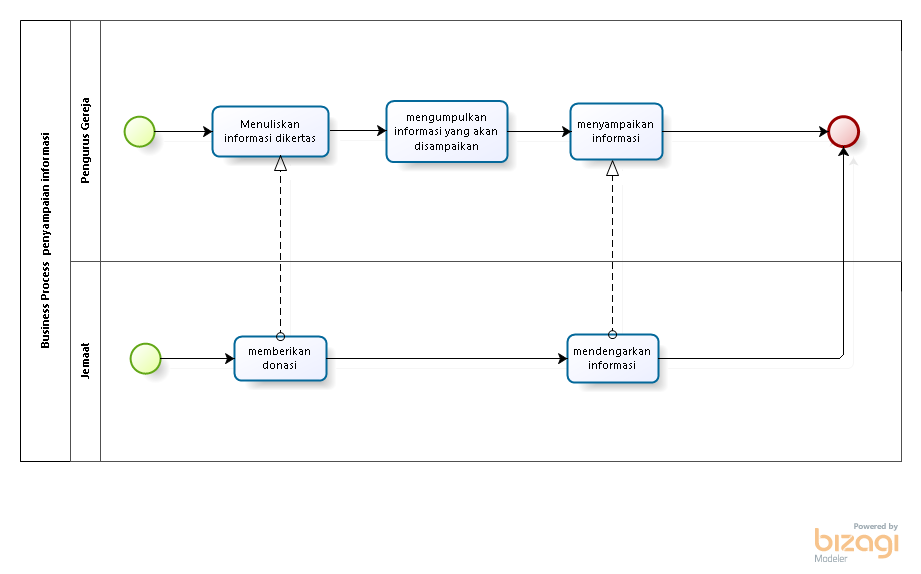 Business Process penyampaian informasi
Pengurus Gereja
Menuliskan
informasi dikertas
mengumpulkan
informasi yang akan
disampaikan
menyampaikan
informasi
Jemaat
memberikan
donasi
mendengarkan
informasi
Powered by
bizagi
Modeler